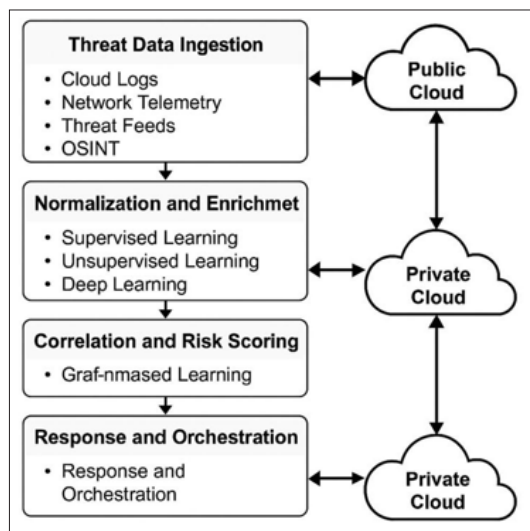 Threat Data Ingestion
• Cloud Logs
• Network Telemetry
• Threat Feeds
• OSINT
Public
Cloud
Normalization and Enrichmet
• Supervised Learning
• Unsupervised Learning
• Deep Learning
Private
Cloud
Correlation and Risk Scoring
• Graf-nmased Learning
Response and Orchestration
• Response and
Orchestration
Private
Cloud